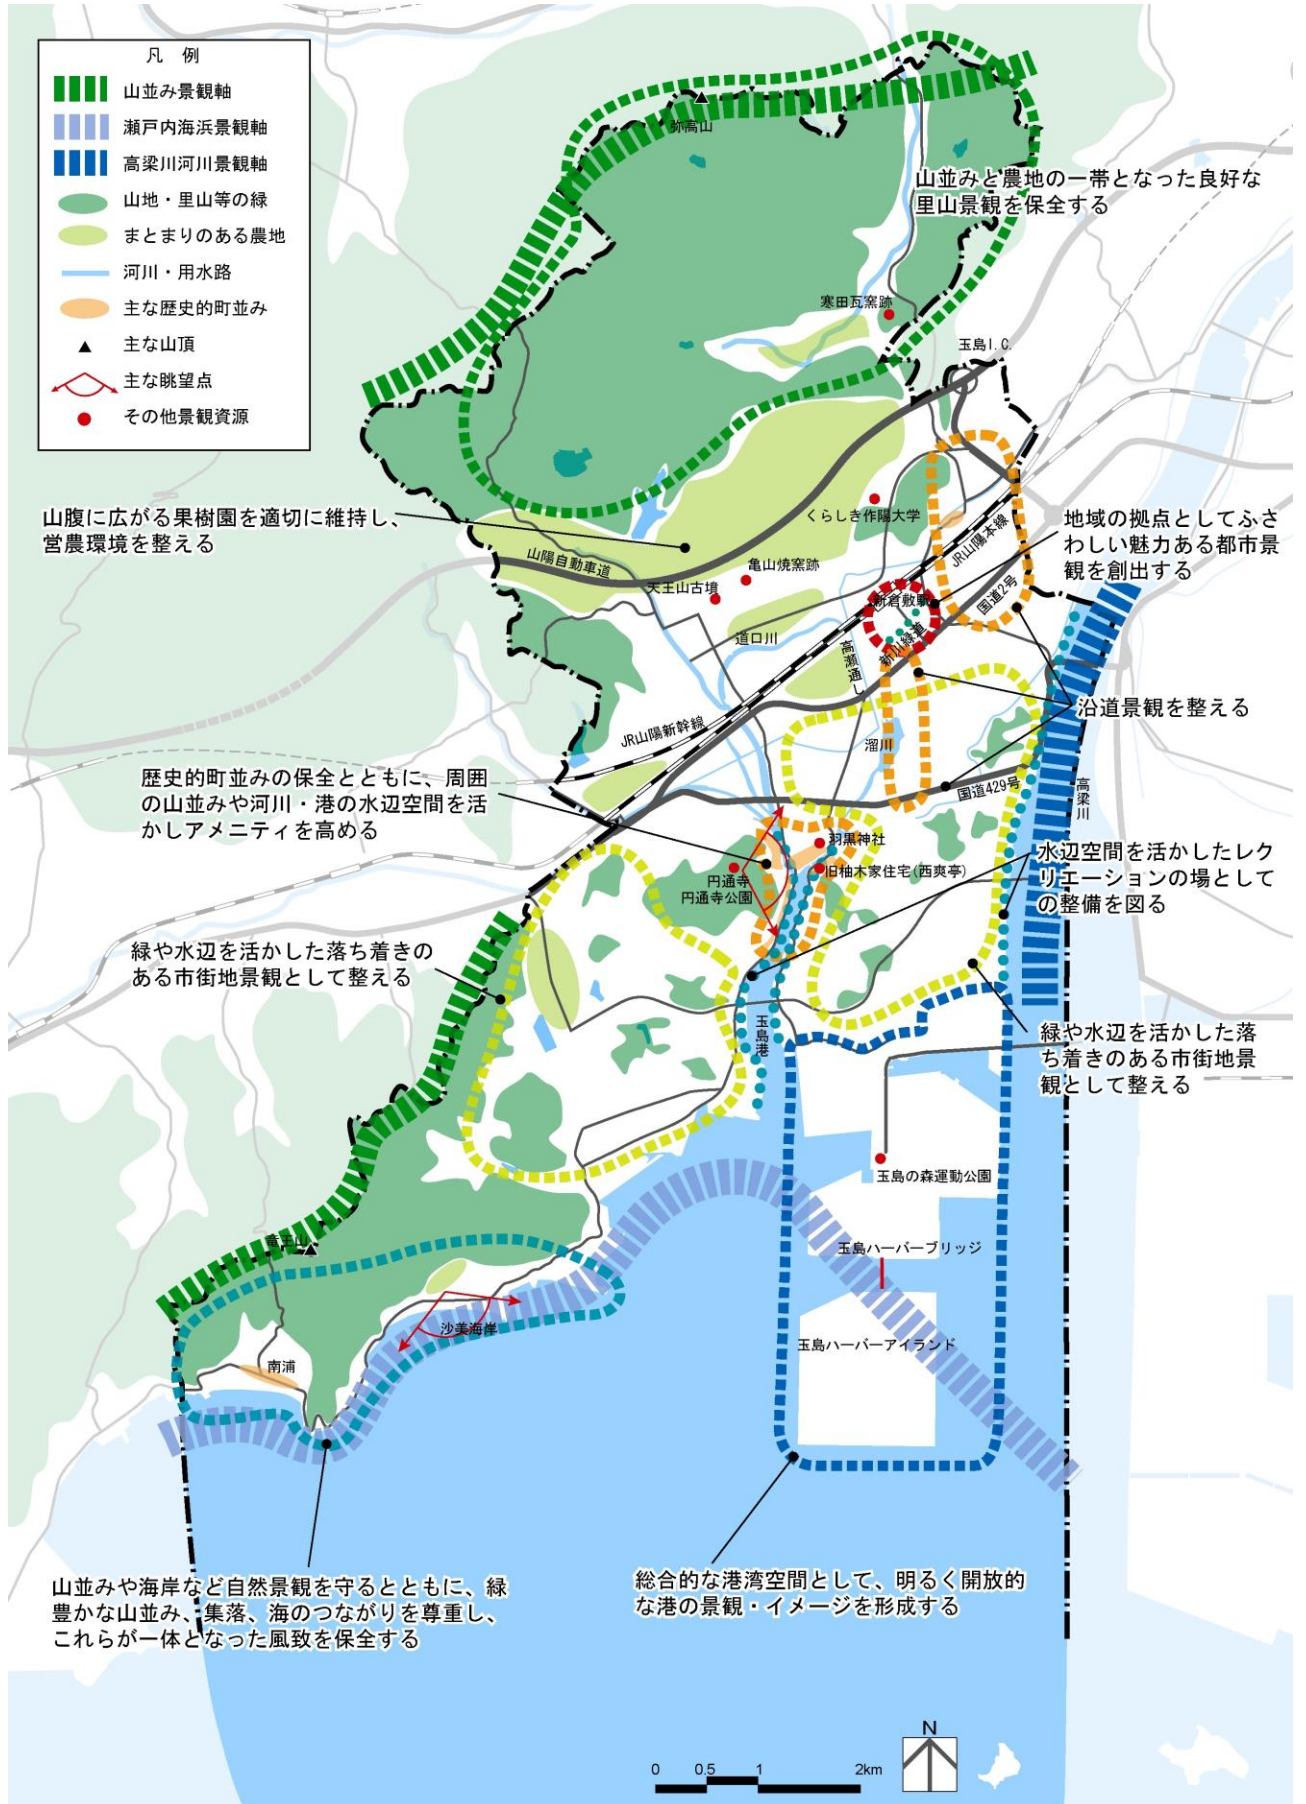 凡 例
山並み景観軸
瀬戸内海浜景観軸
高梁川河川景観軸
山地・里山等の緑
まとまりのある農地
河川・用水路
主な歴史的町並み
主な山頂
主な眺望点
その他景観資源
弥高山
山並みと農地の一帯となった良好な
里山景観を保全する
寒田瓦窯跡
玉島I.C.
山腹に広がる果樹園を適切に維持し、
営農環境を整える
くらしき作陽大学
JR山陽本線
地域の拠点としてふさ
わしい魅力ある都市景
観を創出する
山陽自動車道
亀山焼窯跡
天王山古墳
新倉敷駅
国道2号
道口川
高瀬通し
新川緑道
沿道景観を整える
JR山陽新幹線
溜川
国道429号
高梁川
歴史的町並みの保全とともに、周囲
の山並みや河川・港の水辺空間を活
かしアメニティを高める
羽黒神社
旧柚木家住宅(西爽亭)
円通寺
円通寺公園
水辺空間を活かしたレク
リエーションの場として
の整備を図る
緑や水辺を活かした落ち着きの
ある市街地景観として整える
玉島港
緑や水辺を活かした落
ち着きのある市街地景
観として整える
玉島の森運動公園
竜王山
玉島ハーバーブリッジ
沙美海岸
玉島ハーバーアイランド
南浦
山並みや海岸など自然景観を守るとともに、緑
豊かな山並み、集落、海のつながりを尊重し、
これらが一体となった風致を保全する
総合的な港湾空間として、明るく開放的
な港の景観・イメージを形成する
N
0 0.5 1 2km